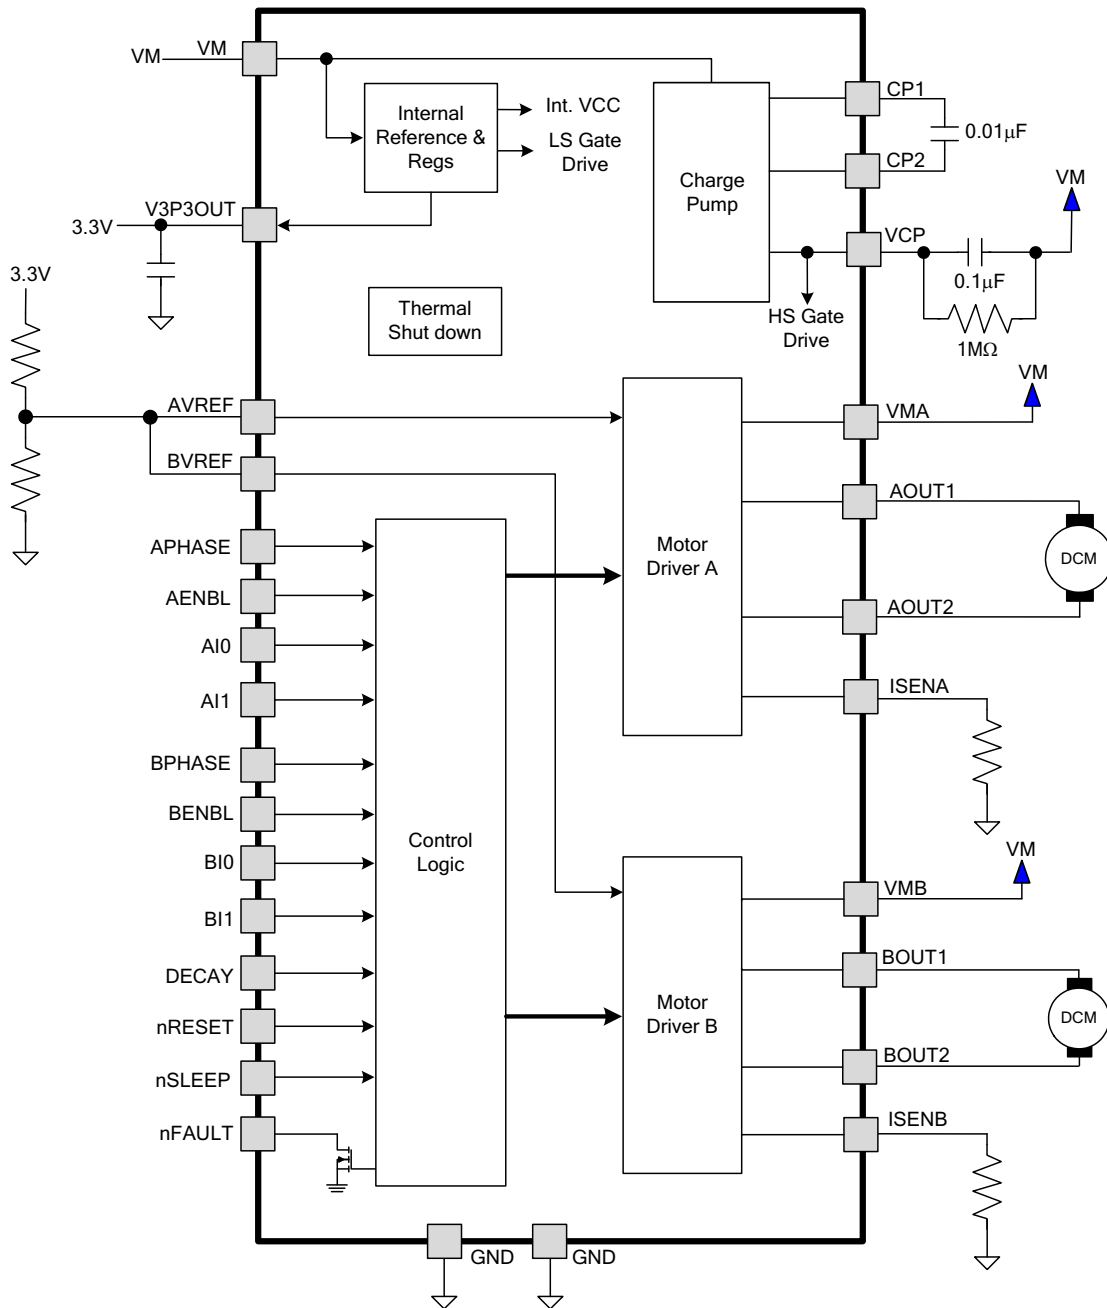 VM
VM
Internal
Reference &
Regs
Int. VCC
LS Gate
Drive
Charge
Pump
CP1
0.01µF
CP2
VM
V3P3OUT
3.3V
VCP
0.1µF
1MΩ
HS Gate
Drive
3.3V
Thermal
Shut down
AVREF
BVREF
VM
VMA
AOUT1
Motor
Driver A
DCM
AOUT2
ISENA
APHASE
AENBL
AI0
AI1
BPHASE
BENBL
BI0
BI1
DECAY
nRESET
nSLEEP
nFAULT
Control
Logic
VM
VMB
BOUT1
Motor
Driver B
DCM
BOUT2
ISENB
GND
GND